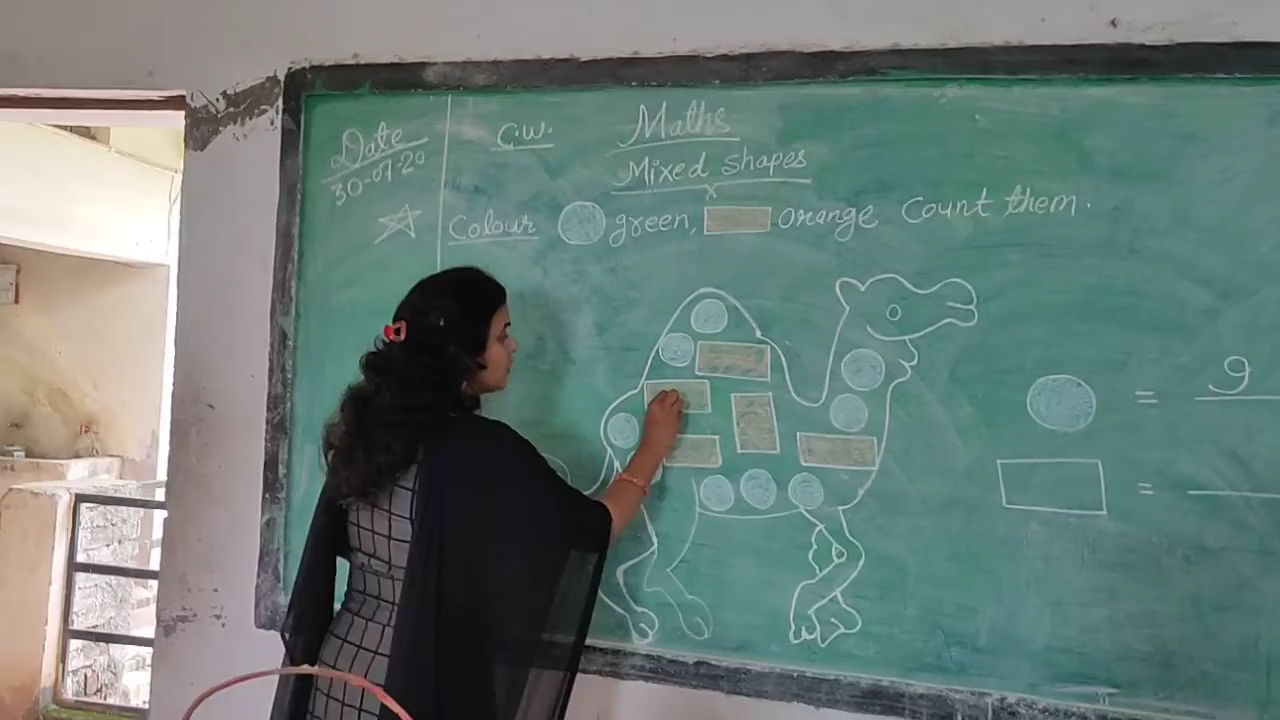 Date
30-07-20
C.W.
Maths
Mixed shapes
x
Colour green, orange Count them.
= 9
=